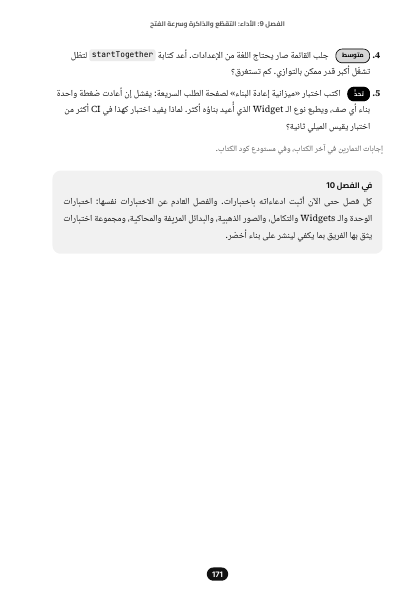 الفصل 9: الأداء: التقطّع والذاكرة وسرعة الفتح
4. متوسط جلب القائمة صار يحتاج اللغة من الإعدادات. أعد كتابة startTogether لتظل
تشغّل أكبر قدر ممكن بالتوازي. كم تستغرق؟
5. تحدٍّ اكتب اختبار «ميزانية إعادة البناء» لصفحة الطلب السريعة: يفشل إن أعادت ضغطة واحدة
بناء أي صف، ويطبع نوع الـ Widget الذي أُعيد بناؤه أكثر. لماذا يفيد اختبار كهذا في CI أكثر من
اختبار يقيس الميلي ثانية؟
إجابات التمارين في آخر الكتاب، وفي مستودع كود الكتاب.
في الفصل 10
كل فصل حتى الآن أثبت ادعاءاته باختبارات. والفصل القادم عن الاختبارات نفسها: اختبارات
الوحدة والـ Widgets والتكامل، والصور الذهبية، والبدائل المزيفة والمحاكية، ومجموعة اختبارات
يثق بها الفريق بما يكفي لينشر على بناء أخضر.
171